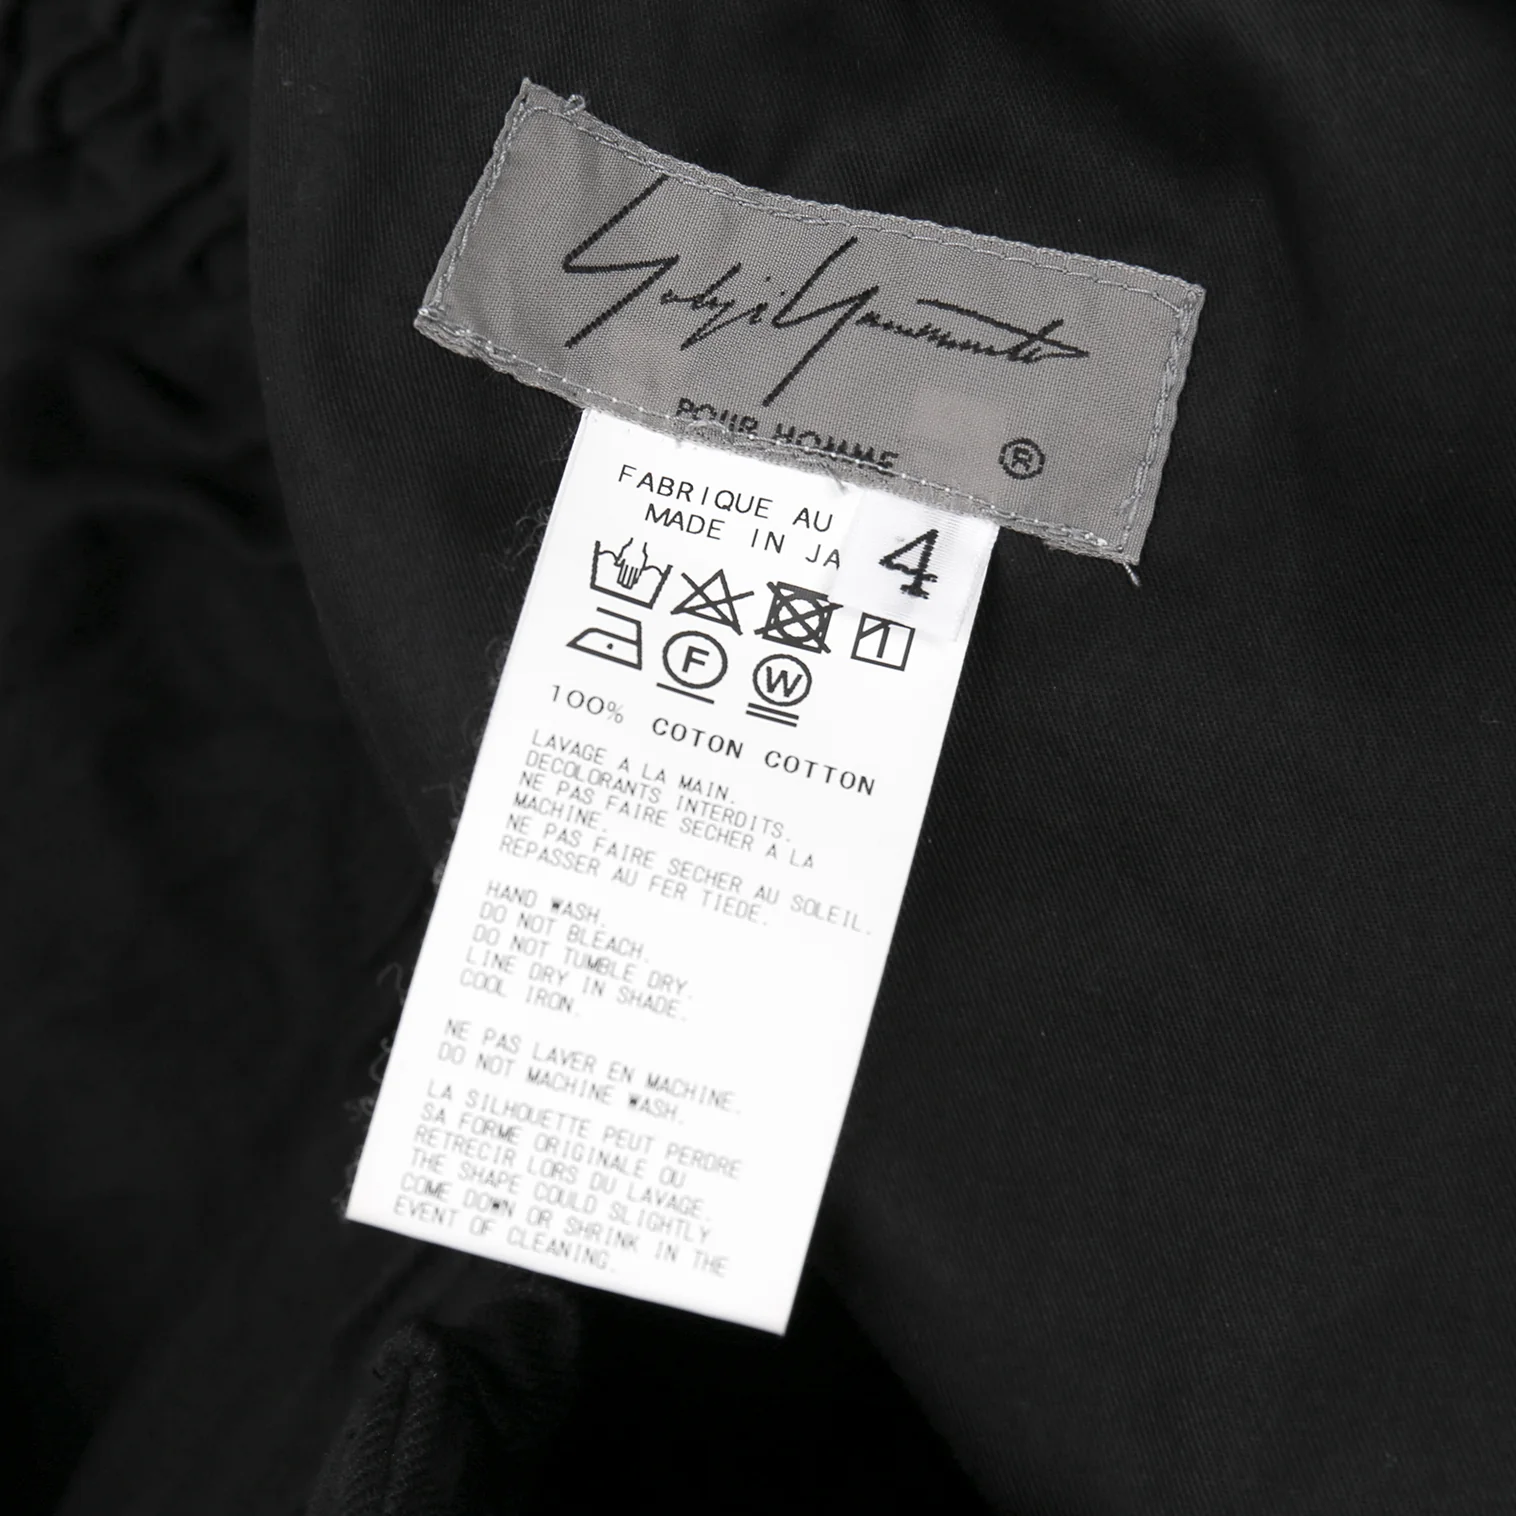 Yohji Yamamoto
POUR HOMME ®
FABRIQUE AU
MADE IN JA
4
F W
100% COTON COTTON
LAVAGE A LA MAIN.
DECOLORANTS INTERDITS.
NE PAS FAIRE SECHER A LA
MACHINE.
NE PAS FAIRE SECHER AU SOLEIL.
REPASSER AU FER TIEDE.
HAND WASH.
DO NOT BLEACH.
DO NOT TUMBLE DRY.
LINE DRY IN SHADE.
COOL IRON.
NE PAS LAVER EN MACHINE.
DO NOT MACHINE WASH.
LA SILHOUETTE PEUT PERDRE
SA FORME ORIGINALE OU
RETRECIR LORS DU LAVAGE.
THE SHAPE COULD SLIGHTLY
COME DOWN OR SHRINK IN THE
EVENT OF CLEANING.